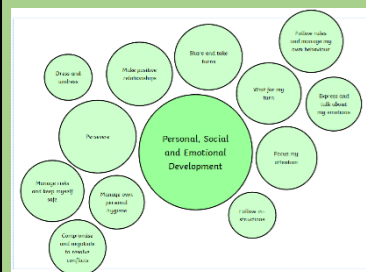 Follow rules
and manage my
own behaviour
Share and take
turns
Make positive
relationships
Dress and
undress
Wait for my
turn
Express and
talk about
my emotions
Personal, Social
and Emotional
Development
Persevere
Focus my
attention
Manage risks
and keep myself
safe
Manage own
personal
hygiene
Follow in-
structions
Compromise
and negotiate
to resolve
conflicts